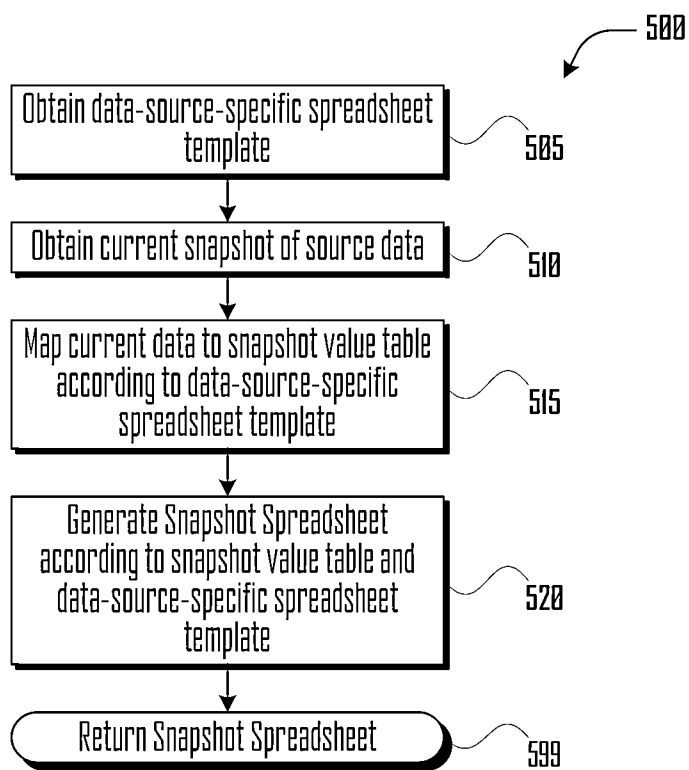 500
Obtain data-source-specific spreadsheet
template
505
Obtain current snapshot of source data
510
Map current data to snapshot value table
according to data-source-specific
spreadsheet template
515
Generate Snapshot Spreadsheet
according to snapshot value table and
data-source-specific spreadsheet
template
520
Return Snapshot Spreadsheet
599